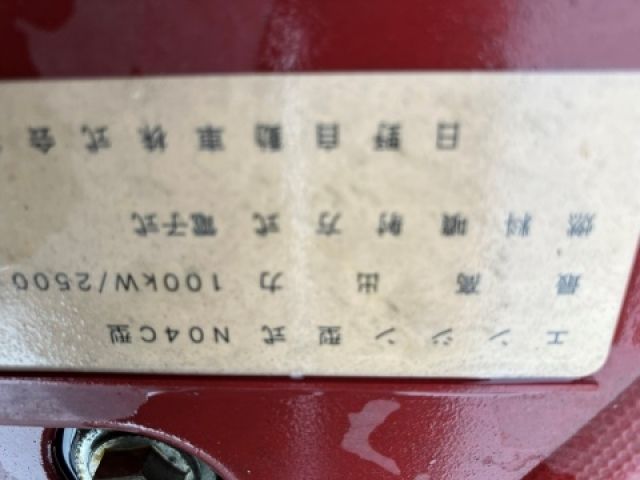 エンジン型式 N04C型
最高出力 100kW/2500
燃料噴射方式 電子式
日野自動車株式会